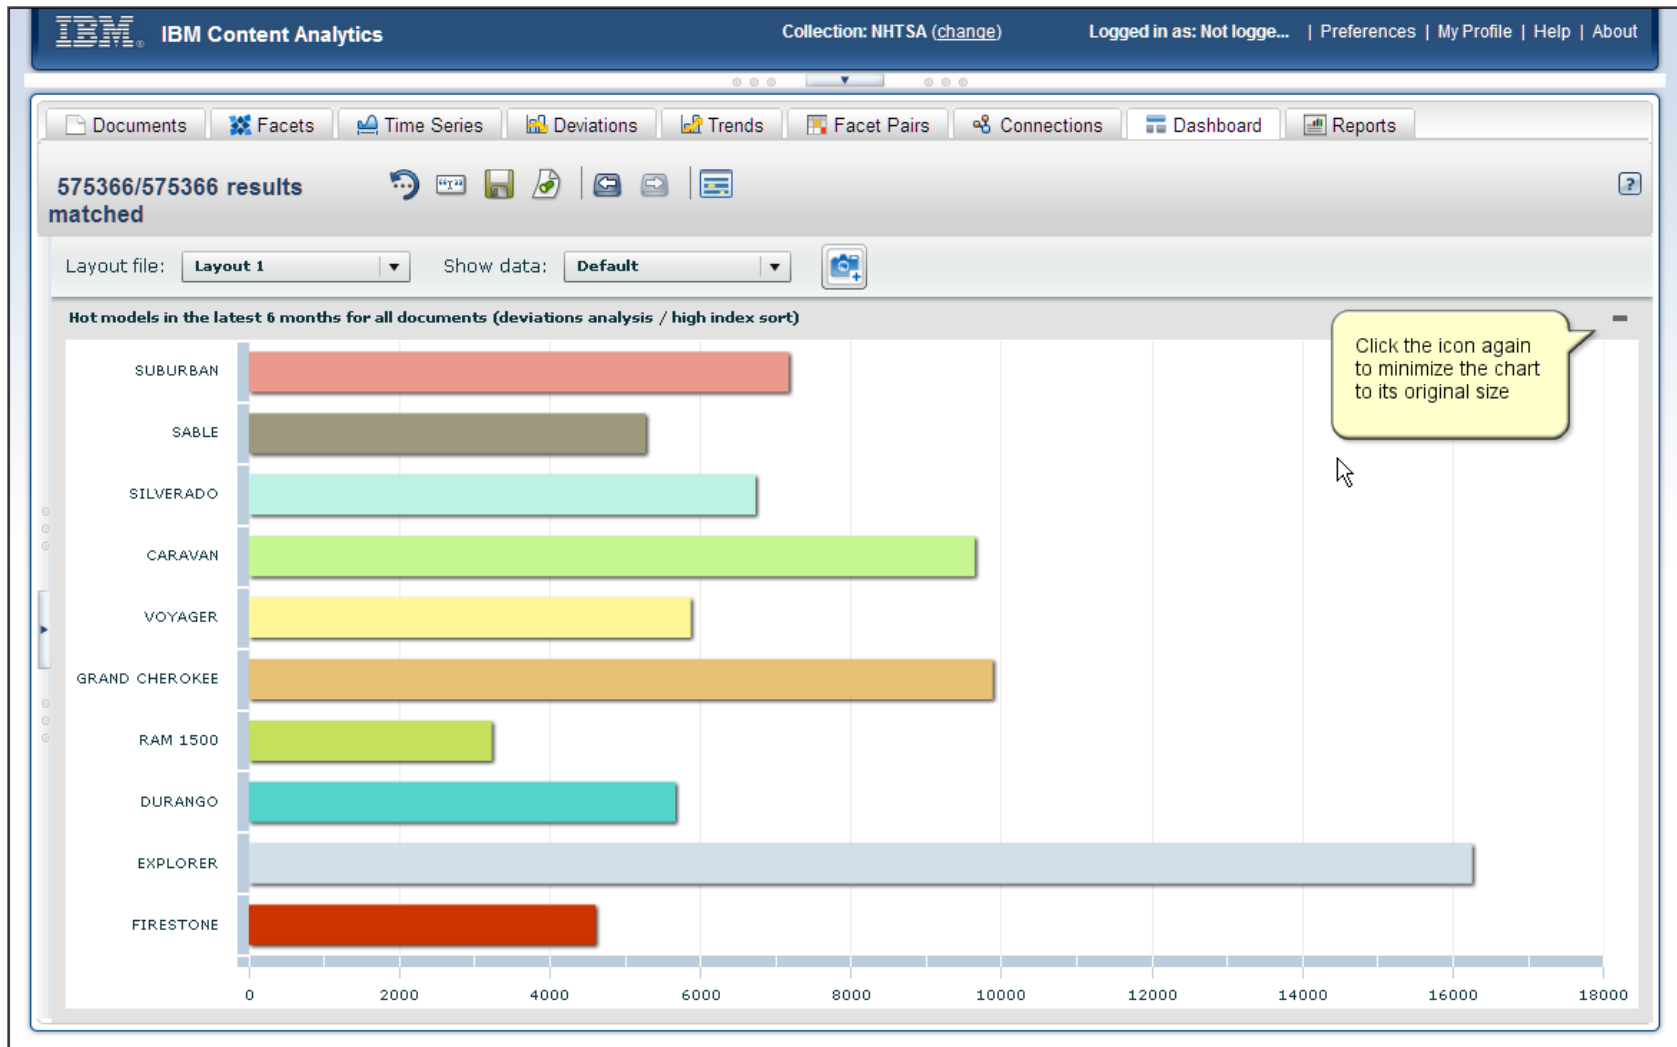 IBM® IBM Content Analytics Collection: NHTSA (change) Logged in as: Not logge... | Preferences | My Profile | Help | About
Documents Facets Time Series Deviations Trends Facet Pairs Connections Dashboard Reports
575366/575366 results
matched
Layout file: Layout 1 Show data: Default
Hot models in the latest 6 months for all documents (deviations analysis / high index sort)
Click the icon again
to minimize the chart
to its original size
SUBURBAN
SABLE
SILVERADO
CARAVAN
VOYAGER
GRAND CHEROKEE
RAM 1500
DURANGO
EXPLORER
FIRESTONE
0 2000 4000 6000 8000 10000 12000 14000 16000 18000